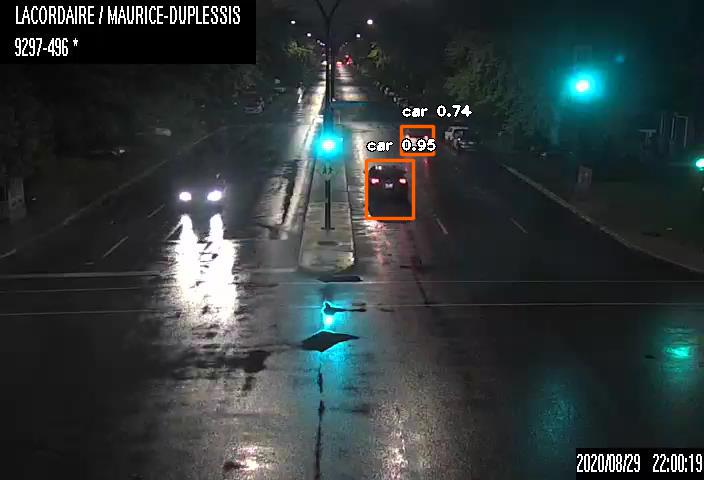 LACORDAIRE / MAURICE-DUPLESSIS
9297-496 *
car 0.74
car 0.95
2020/08/29 22:00:19